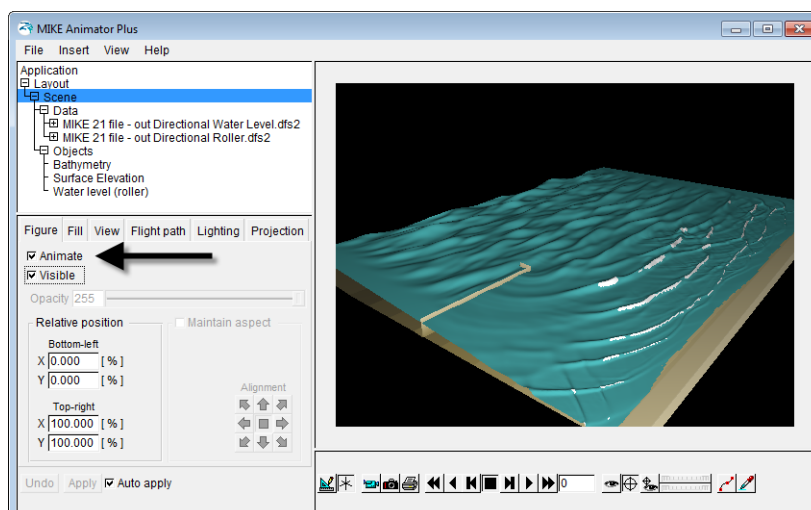 MIKE Animator Plus
File Insert View Help
Application
Layout
Scene
Data
MIKE 21 file - out Directional Water Level.dfs2
MIKE 21 file - out Directional Roller.dfs2
Objects
Bathymetry
Surface Elevation
Water level (roller)
Figure Fill View Flight path Lighting Projection
Animate
Visible
Opacity 255
Relative position
Maintain aspect
Bottom-left
X 0.000 [ % ]
Y 0.000 [ % ]
Alignment
Top-right
X 100.000 [ % ]
Y 100.000 [ % ]
Undo Apply Auto apply
0